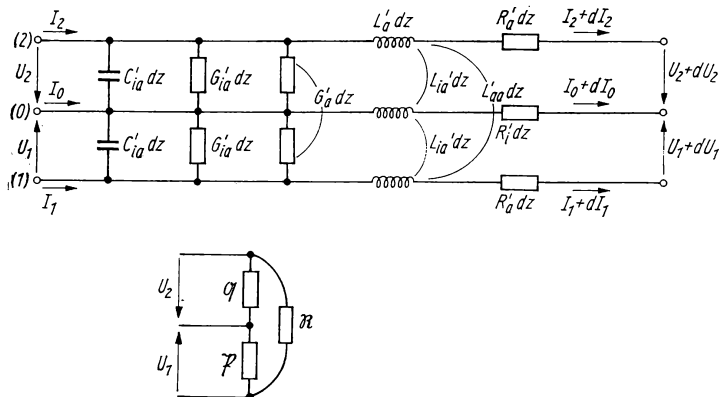 I₂ L'ₐ dz R'ₐ dz I₂+dI₂
(2)
U₂ C'ᵢₐ dz G'ᵢₐ dz G'ₐ dz Lᵢₐ'dz L'ₐₐ dz U₂+dU₂
I₀ I₀+dI₀
(0) R'ᵢ dz
U₁ C'ᵢₐ dz G'ᵢₐ dz Lᵢₐ'dz U₁+dU₁
(1)
I₁ R'ₐ dz I₁+dI₁
U₂ q ℜ
U₁ p